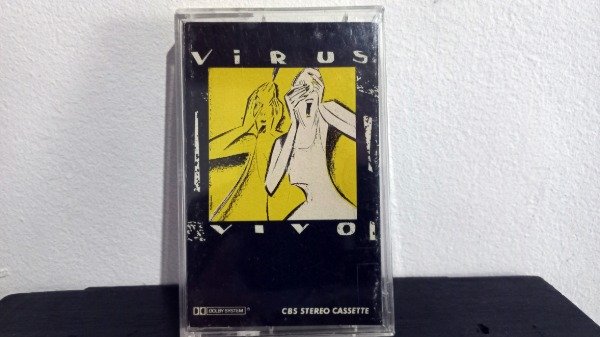 ViRUS
VIVO
DOLBY SYSTEM ®
CBS STEREO CASSETTE